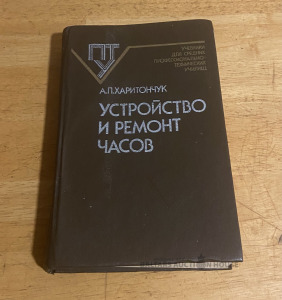 ПТУ
УЧЕБНИК
ДЛЯ СРЕДНИХ
ПРОФЕССИОНАЛЬНО-
ТЕХНИЧЕСКИХ
УЧИЛИЩ
А.П.ХАРИТОНЧУК
УСТРОЙСТВО
И РЕМОНТ
ЧАСОВ